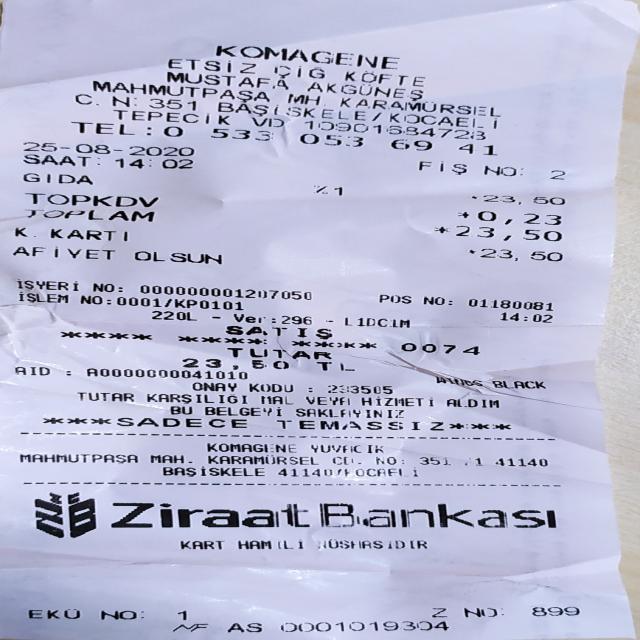 KOMAGENE
ETSİZ ÇİG KÖFTE
MUSTAFA AKGÜNEŞ
MAHMUTPAŞA MH. KARAMÜRSEL
C. N: 351 BAŞİSKELE/KOCAELİ
TEPECİK VD 10901684728
TEL:0 533 053 69 41
25-08-2020
SAAT: 14:02 FİŞ NO: 2
GIDA %1 *23,50
TOPKDV *0,23
TOPLAM *23,50
K. KARTI *23,50
AFİYET OLSUN
İŞYERİ NO: 000000001207050 POS NO: 01180081
İŞLEM NO:0001/KP0101 14:02
220L - Ver:296 -
SATIŞ
**** **** **** 0074
TUTAR
23,50 TL
AID : A0000000041010 BLACK
ONAY KODU : 233505
TUTAR KARŞILIĞI MAL VEYA HİZMETİ ALDIM
BU BELGEYİ SAKLAYINIZ
***SADECE TEMASSIZ***
KOMAGENE YUVACIK
MAHMUTPAŞA MAH. KARAMÜRSEL CD. NO: 351 /1 41140
BAŞİSKELE 41140/KOCAELİ
Ziraat Bankası
KART HAMİLİ NÜSHASIDIR
EKÜ NO: 1 Z NO: 899
MF AS 0001019304